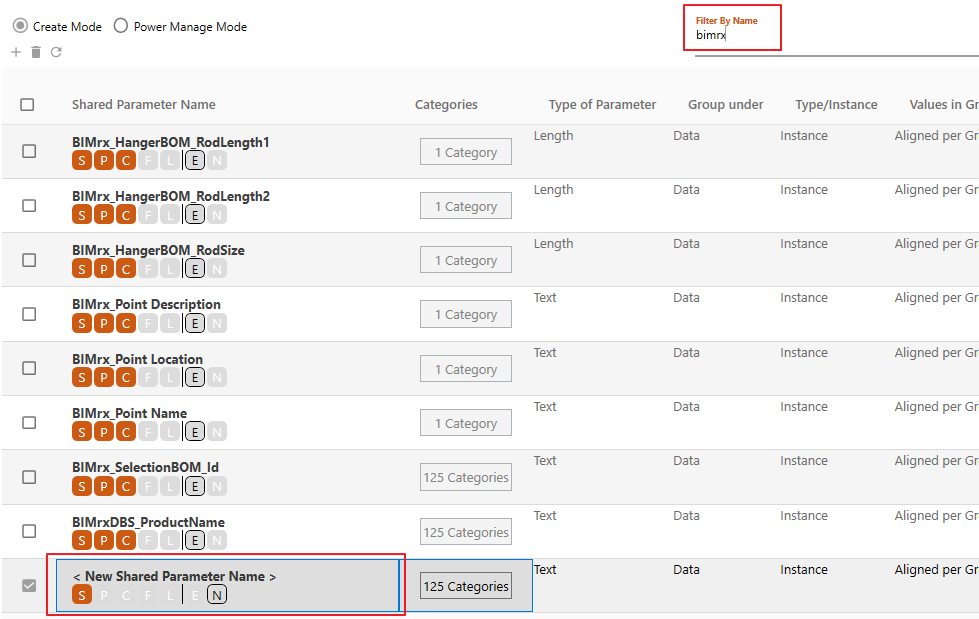 Create Mode Power Manage Mode
Filter By Name
bimrx
Shared Parameter Name Categories Type of Parameter Group under Type/Instance Values in Gr
BIMrx_HangerBOM_RodLength1 Length Data Instance Aligned per Gr
S P C F L E N 1 Category
BIMrx_HangerBOM_RodLength2 Length Data Instance Aligned per Gr
S P C F L E N 1 Category
BIMrx_HangerBOM_RodSize Length Data Instance Aligned per Gr
S P C F L E N 1 Category
BIMrx_Point Description Text Data Instance Aligned per Gr
S P C F L E N 1 Category
BIMrx_Point Location Text Data Instance Aligned per Gr
S P C F L E N 1 Category
BIMrx_Point Name Text Data Instance Aligned per Gr
S P C F L E N 1 Category
BIMrx_SelectionBOM_Id Text Data Instance Aligned per Gr
S P C F L E N 125 Categories
BIMrxDBS_ProductName Text Data Instance Aligned per Gr
S P C F L E N 125 Categories
< New Shared Parameter Name > Text Data Instance Aligned per Gr
S P C F L E N 125 Categories